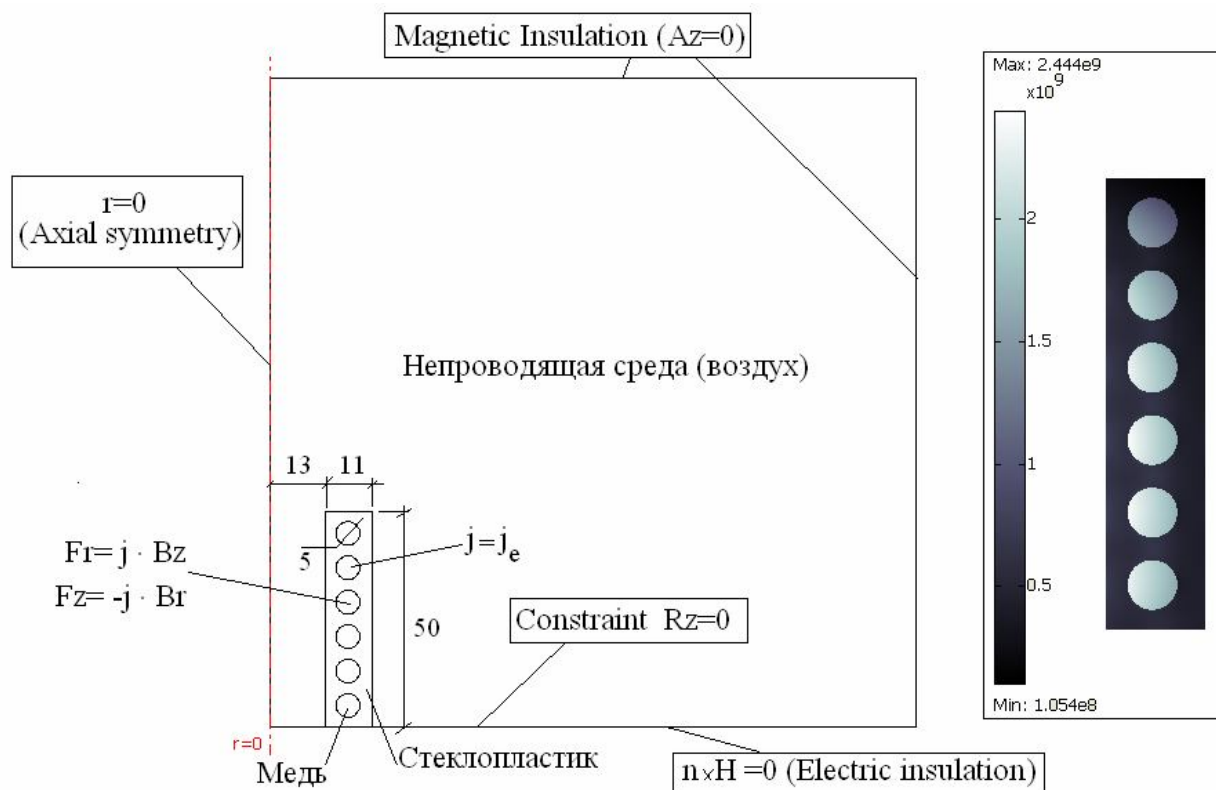 Magnetic Insulation (Az=0)
r=0
(Axial symmetry)
Непроводящая среда (воздух)
13
11
Fr= j · Bz
Fz= -j · Br
5
j=je
50
Constraint Rz=0
r=0
Медь
Стеклопластик
n×H =0 (Electric insulation)
Max: 2.444e9
x10^9
2
1.5
1
0.5
Min: 1.054e8